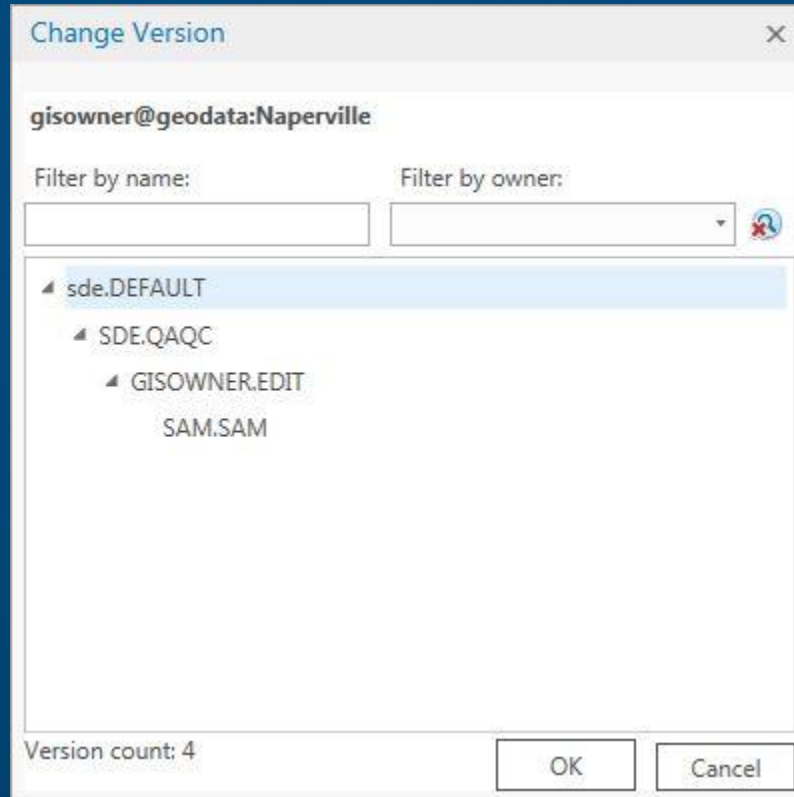 Change Version
gisowner@geodata:Naperville
Filter by name: Filter by owner:
sde.DEFAULT
SDE.QAQC
GISOWNER.EDIT
SAM.SAM
Version count: 4
OK Cancel